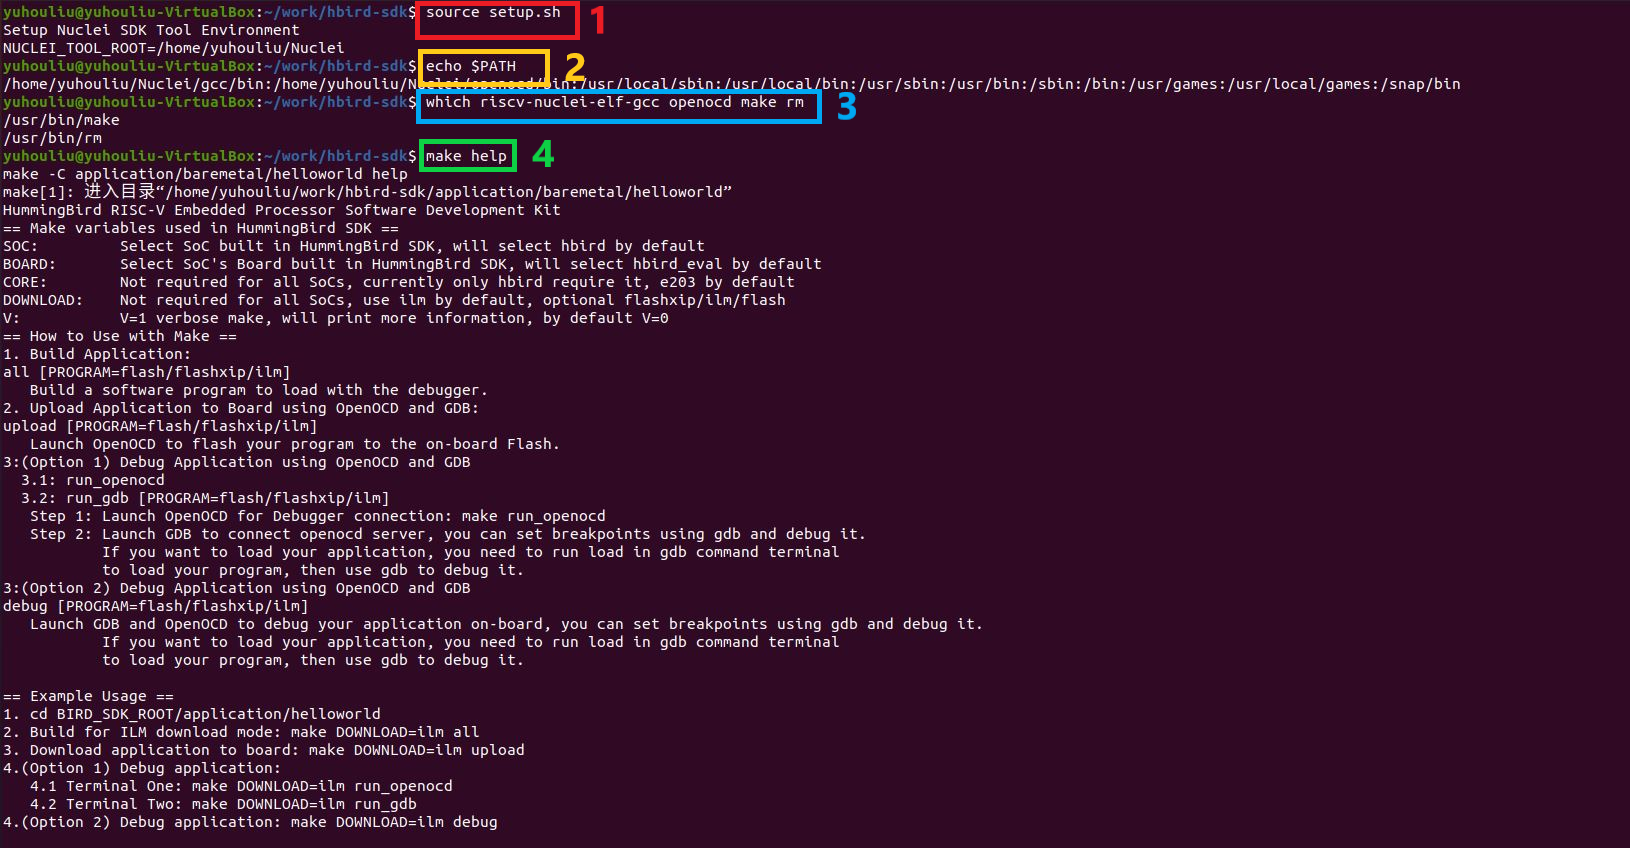 yuhouliu@yuhouliu-VirtualBox:~/work/hbird-sdk$ source setup.sh 1
Setup Nuclei SDK Tool Environment
NUCLEI_TOOL_ROOT=/home/yuhouliu/Nuclei
yuhouliu@yuhouliu-VirtualBox:~/work/hbird-sdk$ echo $PATH 2
/home/yuhouliu/Nuclei/gcc/bin:/home/yuhouliu/Nuclei/openocd/bin:/usr/local/sbin:/usr/local/bin:/usr/sbin:/usr/bin:/sbin:/bin:/usr/games:/usr/local/games:/snap/bin
yuhouliu@yuhouliu-VirtualBox:~/work/hbird-sdk$ which riscv-nuclei-elf-gcc openocd make rm 3
/usr/bin/make
/usr/bin/rm
yuhouliu@yuhouliu-VirtualBox:~/work/hbird-sdk$ make help 4
make -C application/baremetal/helloworld help
make[1]: 进入目录“/home/yuhouliu/work/hbird-sdk/application/baremetal/helloworld”
HummingBird RISC-V Embedded Processor Software Development Kit
== Make variables used in HummingBird SDK ==
SOC:         Select SoC built in HummingBird SDK, will select hbird by default
BOARD:       Select SoC's Board built in HummingBird SDK, will select hbird_eval by default
CORE:        Not required for all SoCs, currently only hbird require it, e203 by default
DOWNLOAD:    Not required for all SoCs, use ilm by default, optional flashxip/ilm/flash
V:           V=1 verbose make, will print more information, by default V=0
== How to Use with Make ==
1. Build Application:
all [PROGRAM=flash/flashxip/ilm]
   Build a software program to load with the debugger.
2. Upload Application to Board using OpenOCD and GDB:
upload [PROGRAM=flash/flashxip/ilm]
   Launch OpenOCD to flash your program to the on-board Flash.
3:(Option 1) Debug Application using OpenOCD and GDB
  3.1: run_openocd
  3.2: run_gdb [PROGRAM=flash/flashxip/ilm]
   Step 1: Launch OpenOCD for Debugger connection: make run_openocd
   Step 2: Launch GDB to connect openocd server, you can set breakpoints using gdb and debug it.
           If you want to load your application, you need to run load in gdb command terminal
           to load your program, then use gdb to debug it.
3:(Option 2) Debug Application using OpenOCD and GDB
debug [PROGRAM=flash/flashxip/ilm]
   Launch GDB and OpenOCD to debug your application on-board, you can set breakpoints using gdb and debug it.
           If you want to load your application, you need to run load in gdb command terminal
           to load your program, then use gdb to debug it.
== Example Usage ==
1. cd BIRD_SDK_ROOT/application/helloworld
2. Build for ILM download mode: make DOWNLOAD=ilm all
3. Download application to board: make DOWNLOAD=ilm upload
4.(Option 1) Debug application:
   4.1 Terminal One: make DOWNLOAD=ilm run_openocd
   4.2 Terminal Two: make DOWNLOAD=ilm run_gdb
4.(Option 2) Debug application: make DOWNLOAD=ilm debug